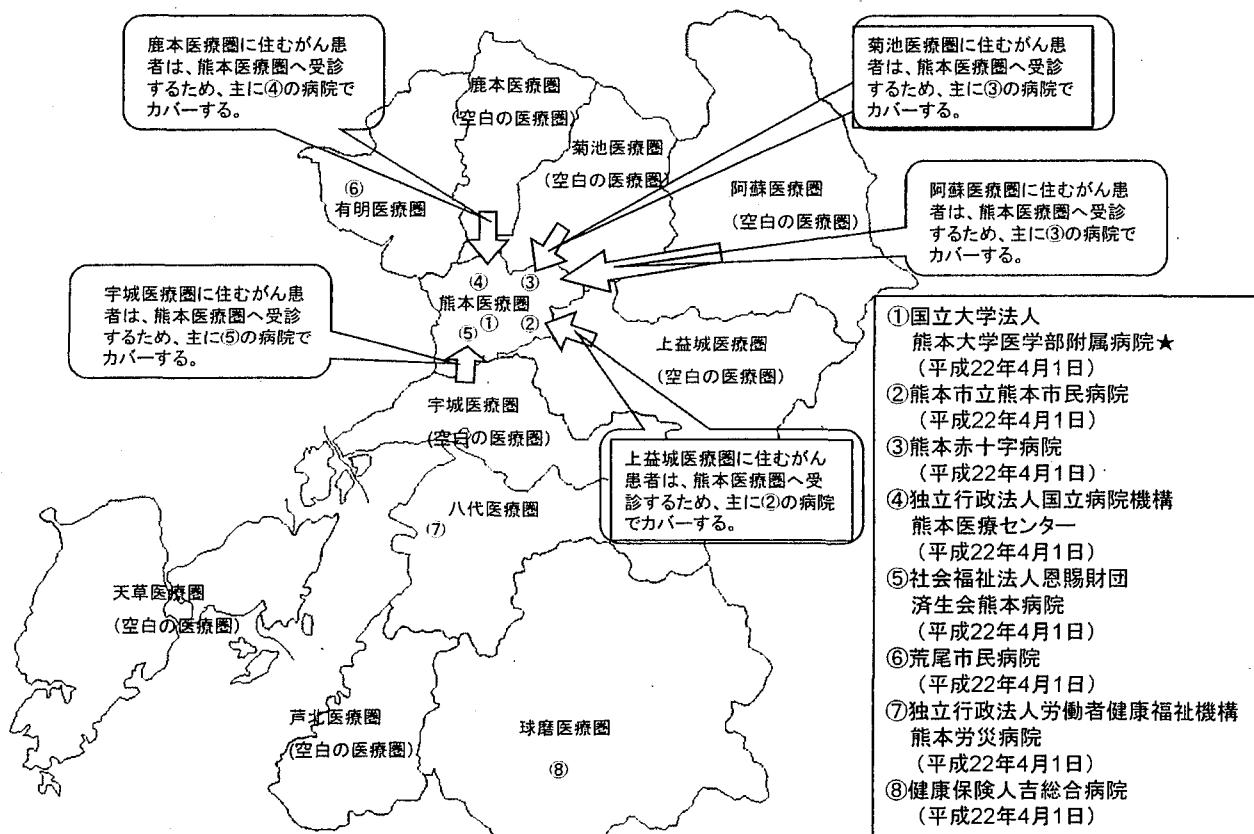 鹿本医療圏に住むがん患
者は、熊本医療圏へ受診
するため、主に④の病院で
カバーする。
菊池医療圏に住むがん患
者は、熊本医療圏へ受診
するため、主に③の病院で
カバーする。
鹿本医療圏
(空白の医療圏)
菊池医療圏
(空白の医療圏)
⑥
有明医療圏
阿蘇医療圏
(空白の医療圏)
阿蘇医療圏に住むがん患
者は、熊本医療圏へ受診
するため、主に③の病院で
カバーする。
宇城医療圏に住むがん患
者は、熊本医療圏へ受診
するため、主に⑤の病院で
カバーする。
④ ③
熊本医療圏
⑤ ① ②
上益城医療圏
(空白の医療圏)
宇城医療圏
(空白の医療圏)
上益城医療圏に住むがん
患者は、熊本医療圏へ受
診するため、主に②の病院
でカバーする。
八代医療圏
⑦
天草医療圏
(空白の医療圏)
芦北医療圏
(空白の医療圏)
球磨医療圏
⑧
①国立大学法人
熊本大学医学部附属病院★
(平成22年4月1日)
②熊本市立熊本市民病院
(平成22年4月1日)
③熊本赤十字病院
(平成22年4月1日)
④独立行政法人国立病院機構
熊本医療センター
(平成22年4月1日)
⑤社会福祉法人恩賜財団
済生会熊本病院
(平成22年4月1日)
⑥荒尾市民病院
(平成22年4月1日)
⑦独立行政法人労働者健康福祉機構
熊本労災病院
(平成22年4月1日)
⑧健康保険人吉総合病院
(平成22年4月1日)